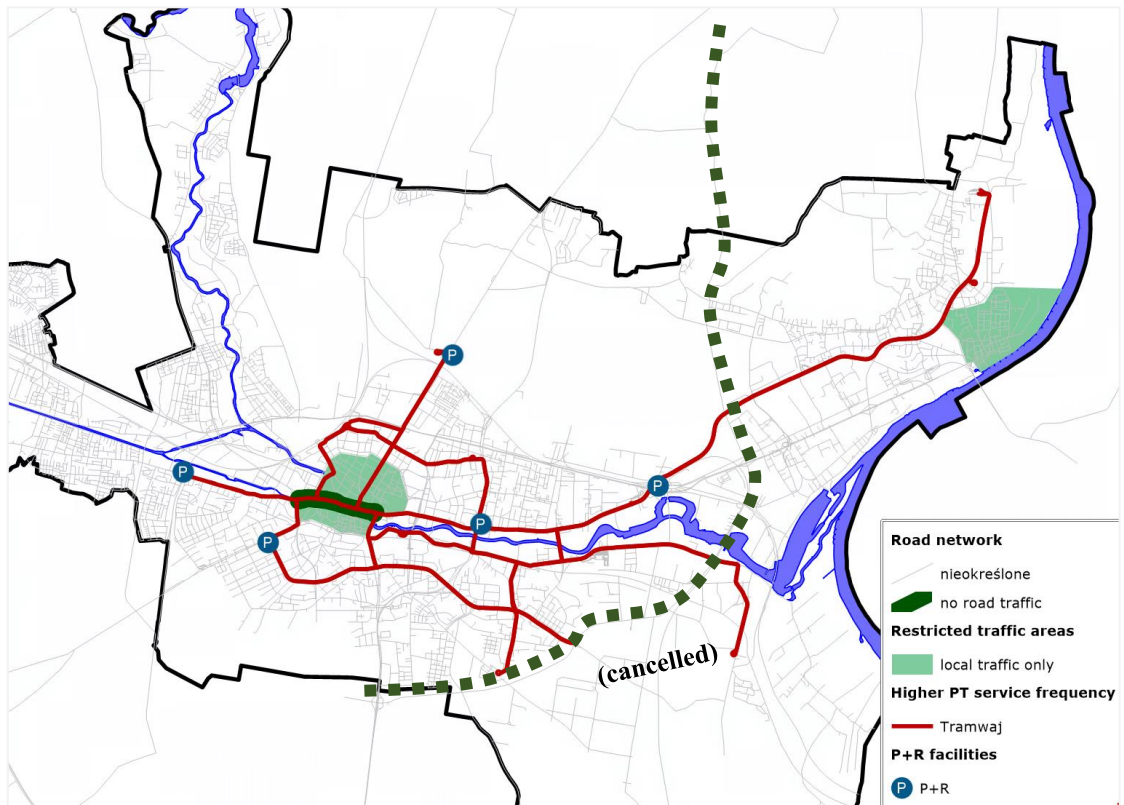 P
P
P
P
P
(cancelled)
Road network
nieokreślone
no road traffic
Restricted traffic areas
local traffic only
Higher PT service frequency
Tramwaj
P+R facilities
P P+R